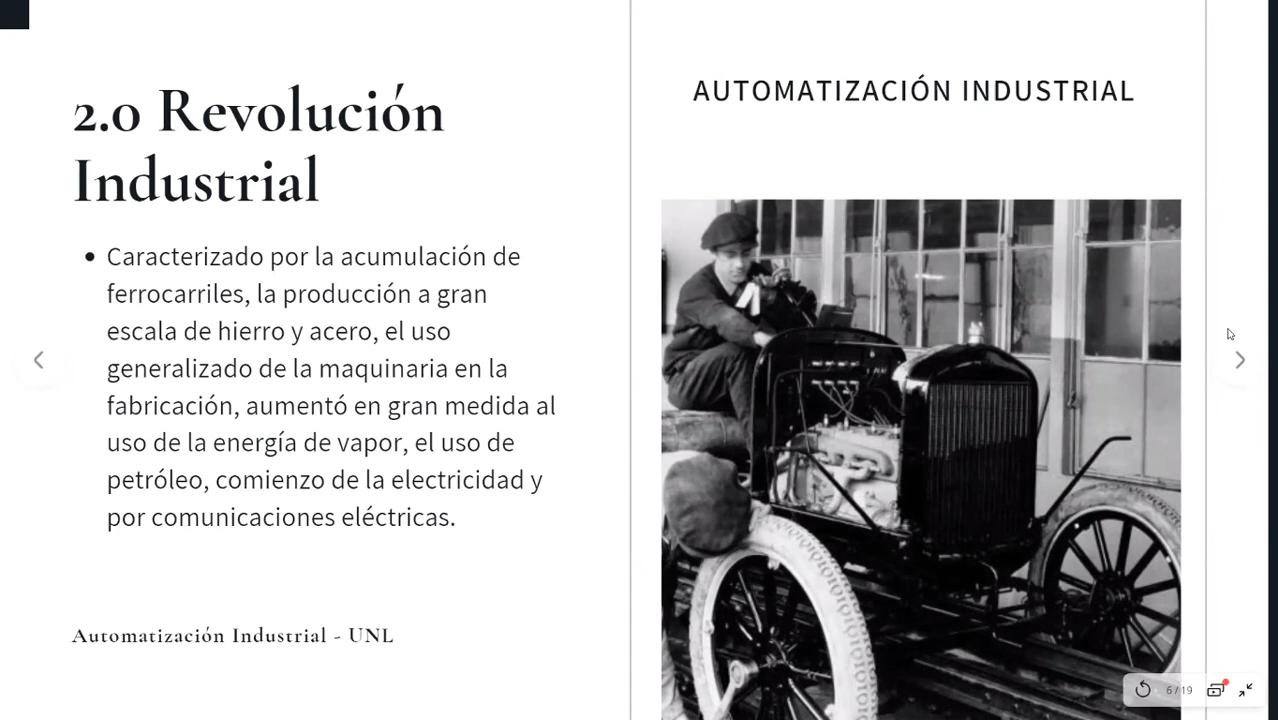 2.0 Revolución
Industrial
• Caracterizado por la acumulación de
ferrocarriles, la producción a gran
escala de hierro y acero, el uso
generalizado de la maquinaria en la
fabricación, aumentó en gran medida al
uso de la energía de vapor, el uso de
petróleo, comienzo de la electricidad y
por comunicaciones eléctricas.
Automatización Industrial - UNL
AUTOMATIZACIÓN INDUSTRIAL
6/19